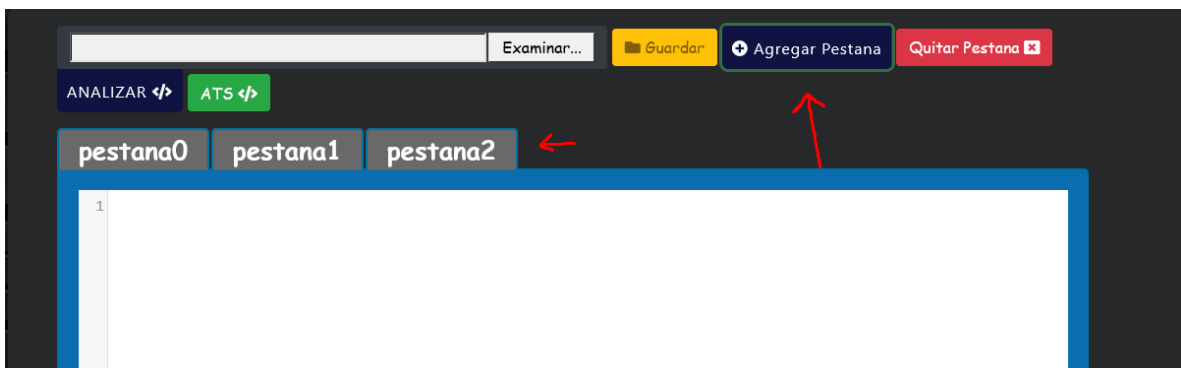 Examinar... Guardar Agregar Pestana Quitar Pestana
ANALIZAR </> ATS </>
pestana0 pestana1 pestana2
1